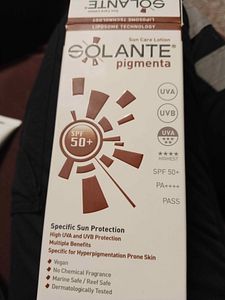 LIPOSOME TECHNOLOGY
LIPOSOME TECHNOLOGY
Sun Care Lotion
SOLANTE®
pigmenta
UVA
UVB
UVA
HIGHEST
SPF
50+
SPF 50+
PA++++
PASS
Specific Sun Protection
High UVA and UVB Protection
Multiple Benefits
Specific for Hyperpigmentation Prone Skin
Vegan
No Chemical Fragrance
Marine Safe / Reef Safe
Dermatologically Tested